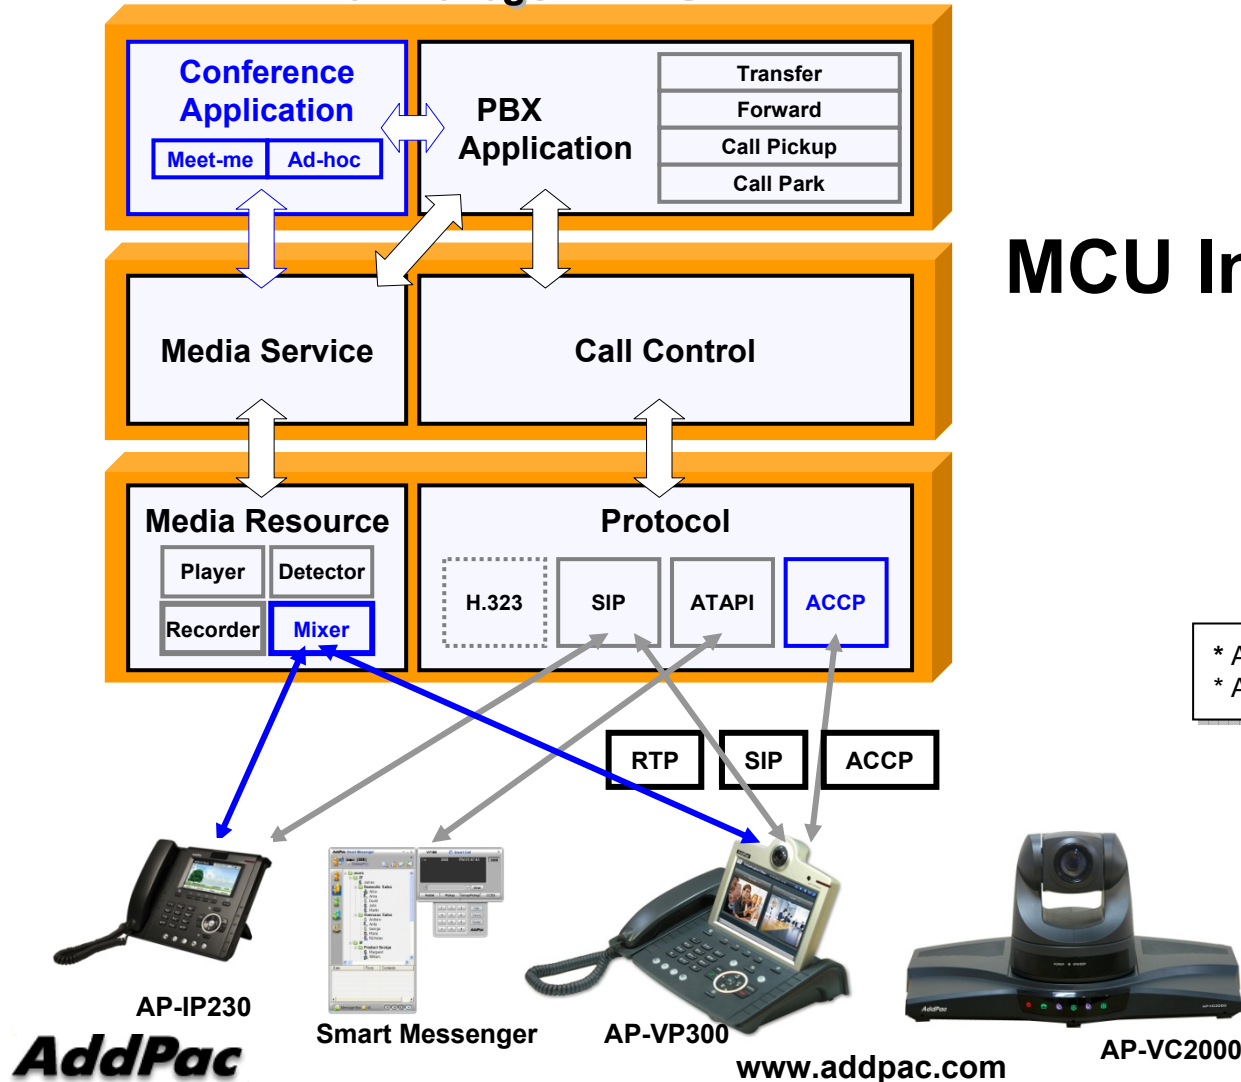 Conference
Application
Meet-me
Ad-hoc
PBX
Application
Transfer
Forward
Call Pickup
Call Park
MCU In
Media Service
Call Control
Media Resource
Player
Detector
Recorder
Mixer
Protocol
H.323
SIP
ATAPI
ACCP
* A
* A
RTP
SIP
ACCP
AP-IP230
Smart Messenger
AP-VP300
AP-VC2000
AddPac
AddPac
www.addpac.com